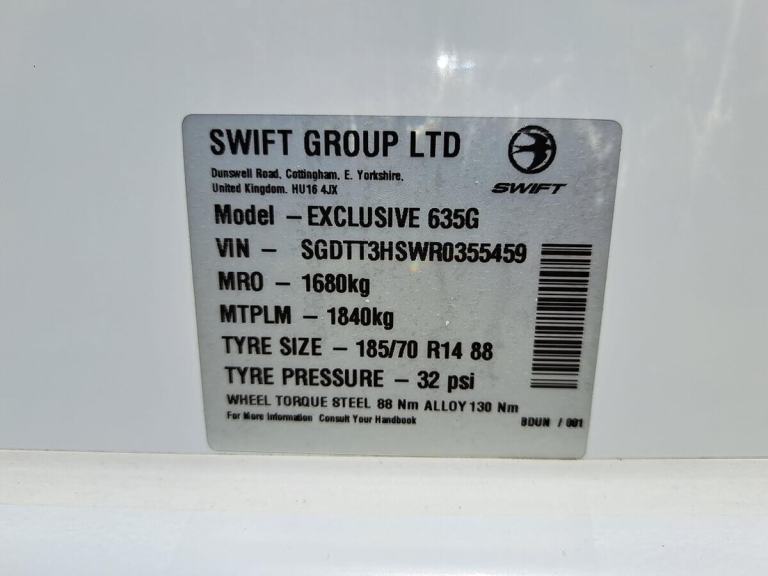 SWIFT GROUP LTD
Dunswell Road, Cottingham, E. Yorkshire,
United Kingdom. HU16 4JX
SWIFT
Model – EXCLUSIVE 635G
VIN – SGDTT3HSWR0355459
MRO – 1680kg
MTPLM – 1840kg
TYRE SIZE – 185/70 R14 88
TYRE PRESSURE – 32 psi
WHEEL TORQUE STEEL 88 Nm ALLOY 130 Nm
For More Information Consult Your Handbook
BDUN / 001